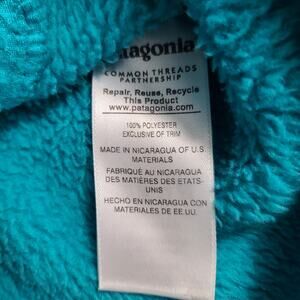 patagonia
COMMON THREADS
PARTNERSHIP
Repair, Reuse, Recycle
This Product
www.patagonia.com
100% POLYESTER
EXCLUSIVE OF TRIM
MADE IN NICARAGUA OF U.S.
MATERIALS
FABRIQUÉ AU NICARAGUA
DES MATIÈRES DES ETATS-
UNIS
HECHO EN NICARAGUA CON
MATERIALES DE EE.UU.